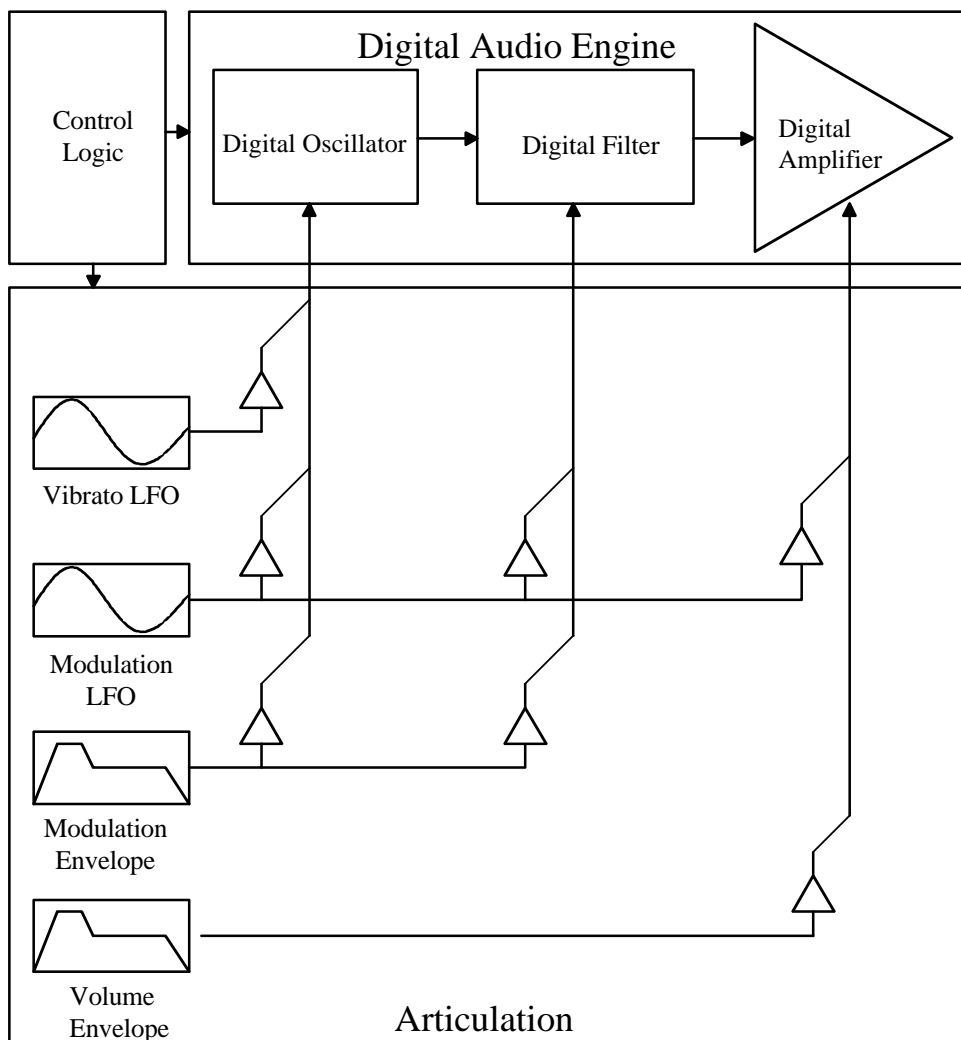 Digital Audio Engine
Control
Logic
Digital Oscillator
Digital Filter
Digital
Amplifier
Vibrato LFO
Modulation
LFO
Modulation
Envelope
Volume
Envelope
Articulation